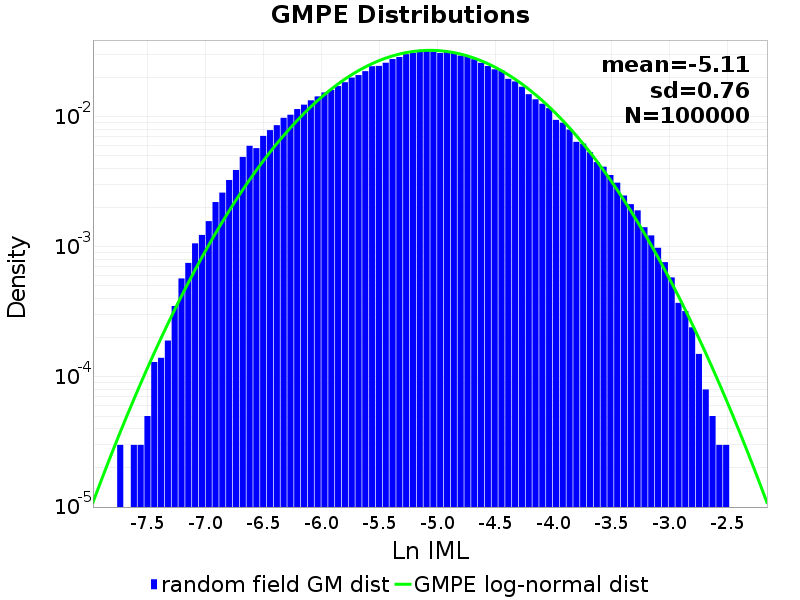 GMPE Distributions
mean=-5.11
sd=0.76
N=100000
10-2
10-3
10-4
10-5
Density
-7.5 -7.0 -6.5 -6.0 -5.5 -5.0 -4.5 -4.0 -3.5 -3.0 -2.5
Ln IML
random field GM dist GMPE log-normal dist